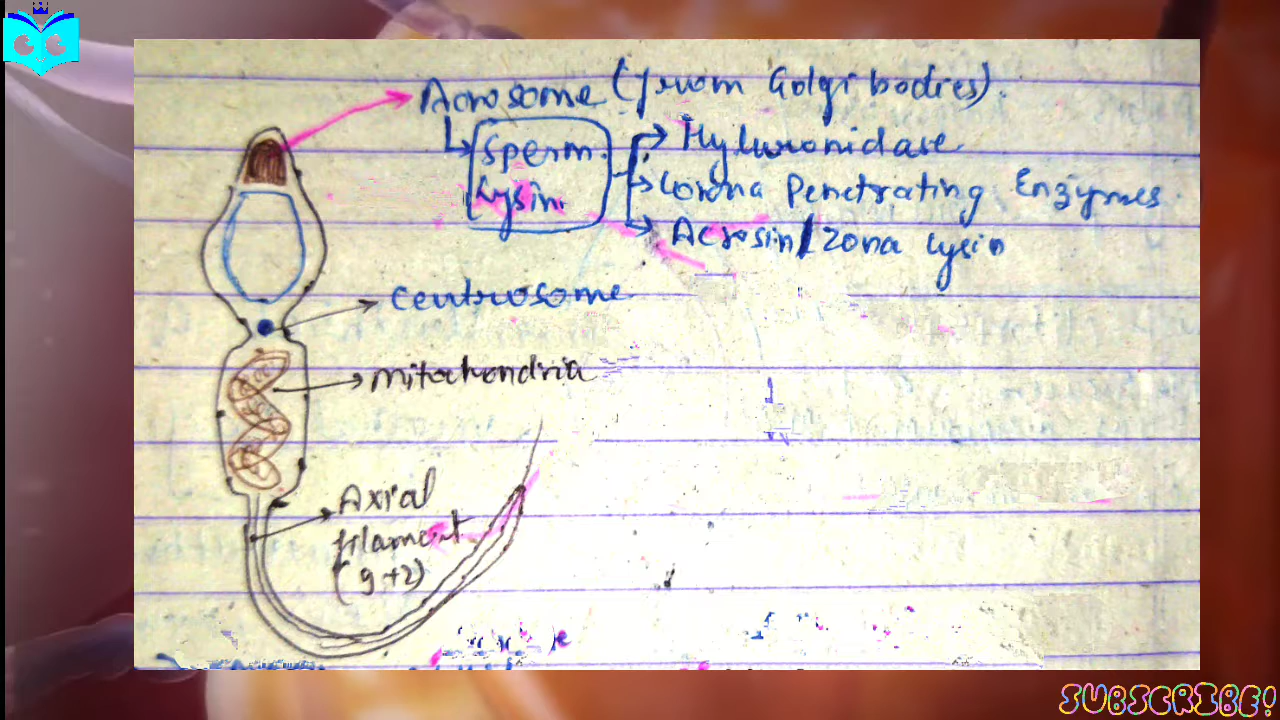 Acrosome (from Golgi bodies).
Sperm
Lysin
Hyluronidase
Corona Penetrating Enzymes
Acrosin/zona lysin
Centrosome
mitochondria
Axial
filament
(9+2)
SUBSCRIBE!